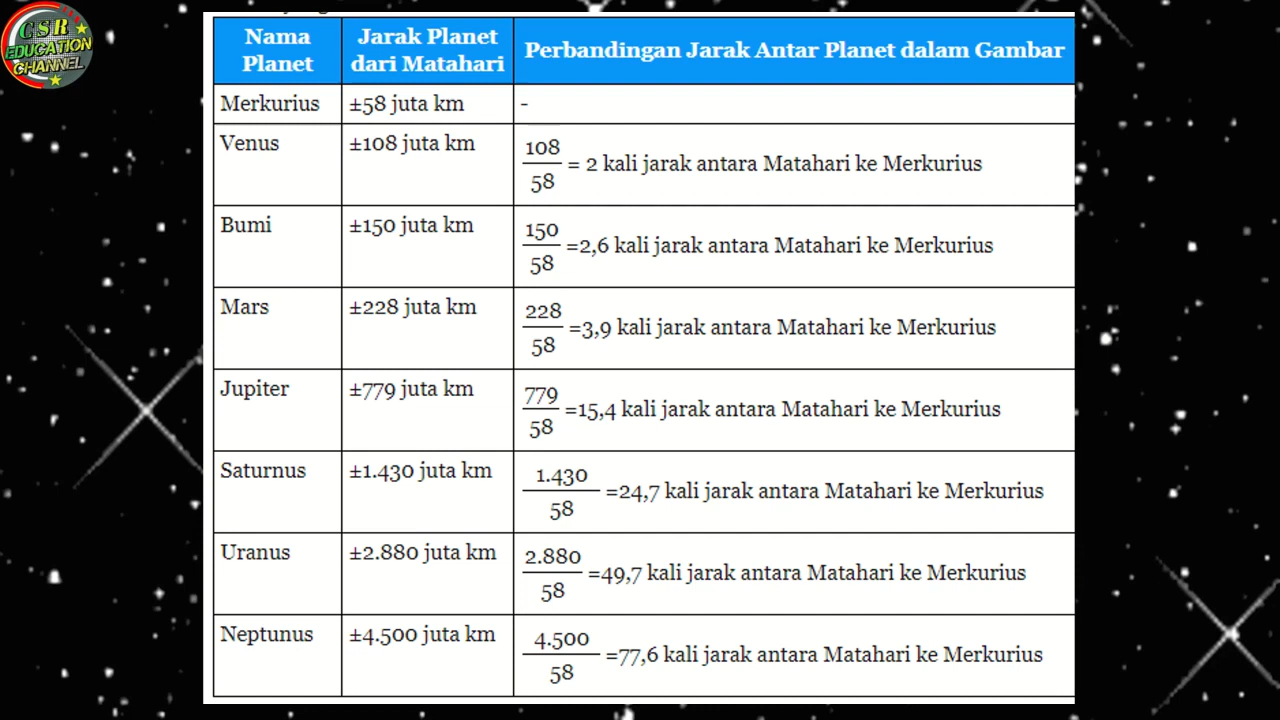 CSR
EDUCATION
CHANNEL
Nama Planet
Jarak Planet dari Matahari
Perbandingan Jarak Antar Planet dalam Gambar
Merkurius ±58 juta km -
Venus ±108 juta km 108/58 = 2 kali jarak antara Matahari ke Merkurius
Bumi ±150 juta km 150/58 =2,6 kali jarak antara Matahari ke Merkurius
Mars ±228 juta km 228/58 =3,9 kali jarak antara Matahari ke Merkurius
Jupiter ±779 juta km 779/58 =15,4 kali jarak antara Matahari ke Merkurius
Saturnus ±1.430 juta km 1.430/58 =24,7 kali jarak antara Matahari ke Merkurius
Uranus ±2.880 juta km 2.880/58 =49,7 kali jarak antara Matahari ke Merkurius
Neptunus ±4.500 juta km 4.500/58 =77,6 kali jarak antara Matahari ke Merkurius